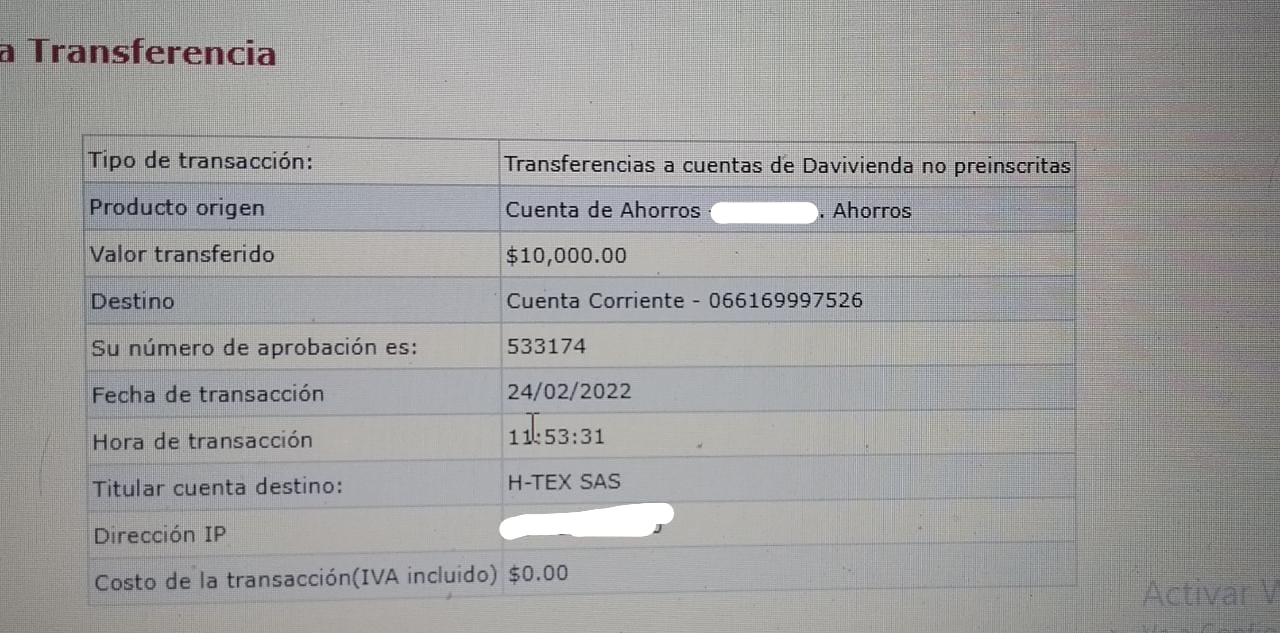 a Transferencia
Tipo de transacción: Transferencias a cuentas de Davivienda no preinscritas
Producto origen Cuenta de Ahorros . Ahorros
Valor transferido $10,000.00
Destino Cuenta Corriente - 066169997526
Su número de aprobación es: 533174
Fecha de transacción 24/02/2022
Hora de transacción 11:53:31
Titular cuenta destino: H-TEX SAS
Dirección IP
Costo de la transacción(IVA incluido) $0.00
Activar